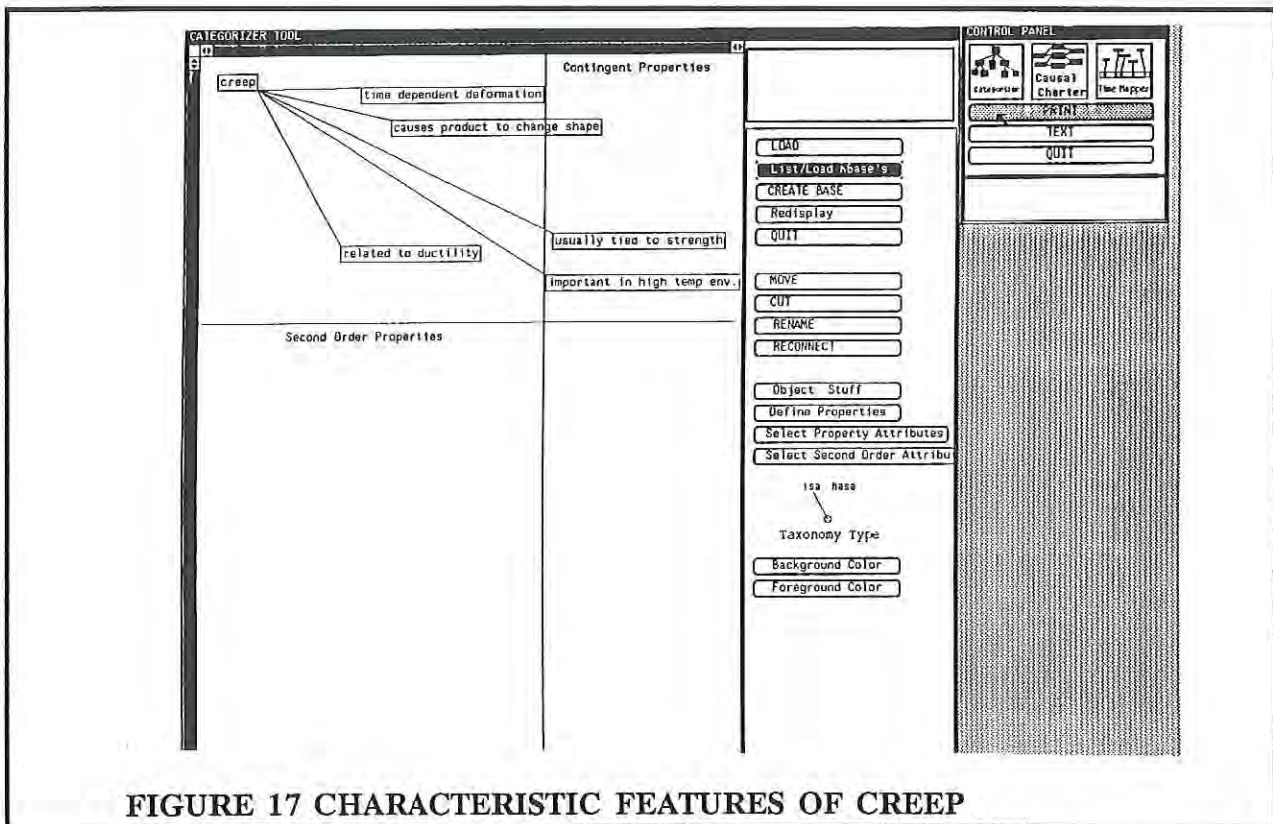 CATEGORIZER TOOL
Contingent Properties
creep
time dependent deformation
causes product to change shape
usually tied to strength
related to ductility
important in high temp env.
Second Order Properties
LOAD
List/Load Kbase's
CREATE BASE
Redisplay
QUIT
MOVE
CUT
RENAME
RECONNECT
Object Stuff
Define Properties
Select Property Attributes
Select Second Order Attribu
isa hasa
Taxonomy Type
Background Color
Foreground Color
CONTROL PANEL
Categorizer
Causal
Charter
Time Mapper
PRINT
TEXT
QUIT
FIGURE 17 CHARACTERISTIC FEATURES OF CREEP